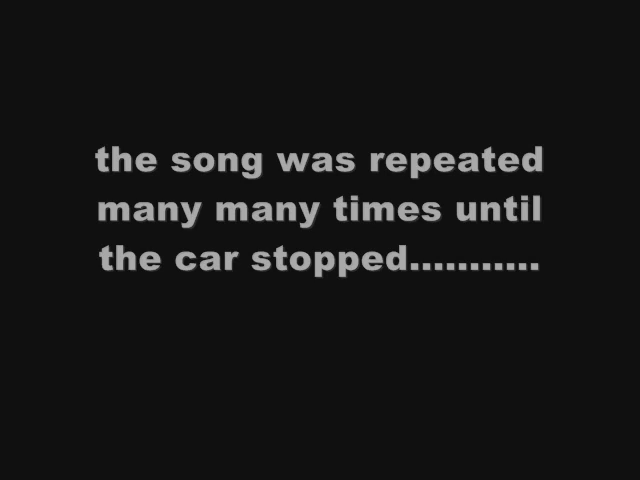 the song was repeated
many many times until
the car stopped...........